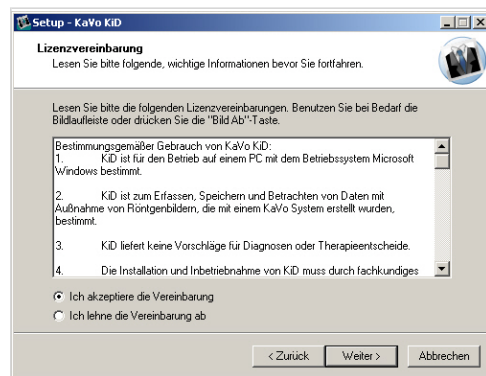 Setup - KaVo KiD
Lizenzvereinbarung
Lesen Sie bitte folgende, wichtige Informationen bevor Sie fortfahren.
Lesen Sie bitte die folgenden Lizenzvereinbarungen. Benutzen Sie bei Bedarf die
Bildlaufleiste oder drücken Sie die "Bild Ab"-Taste.
Bestimmungsgemäßer Gebrauch von KaVo KiD:
1. KiD ist für den Betrieb auf einem PC mit dem Betriebssystem Microsoft
Windows bestimmt.
2. KiD ist zum Erfassen, Speichern und Betrachten von Daten mit
Außnahme von Röntgenbildern, die mit einem KaVo System erstellt wurden,
bestimmt.
3. KiD liefert keine Vorschläge für Diagnosen oder Therapieentscheide.
4. Die Installation und Inbetriebnahme von KiD muss durch fachkundiges
Ich akzeptiere die Vereinbarung
Ich lehne die Vereinbarung ab
< Zurück Weiter > Abbrechen